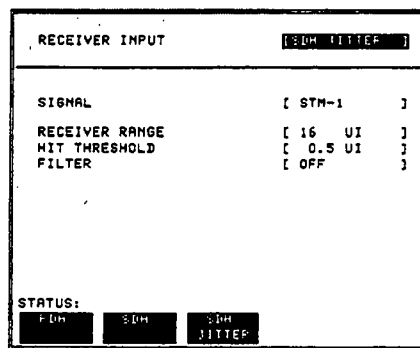 RECEIVER INPUT [SDH JITTER ]
SIGNAL [ STM-1 ]
RECEIVER RANGE [ 16 UI ]
HIT THRESHOLD [ 0.5 UI ]
FILTER [ OFF ]
STATUS:
PDH SDH SDH JITTER